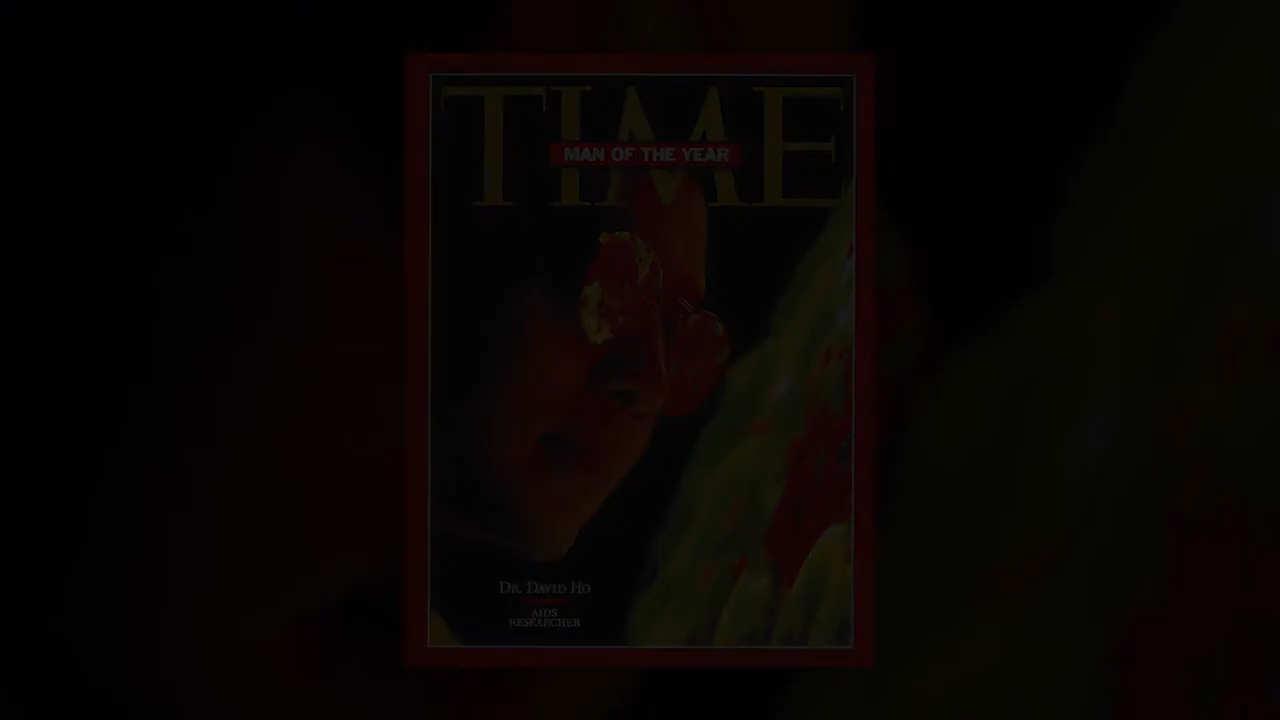 TIME
MAN OF THE YEAR
DR. DAVID HO
AIDS
RESEARCHER